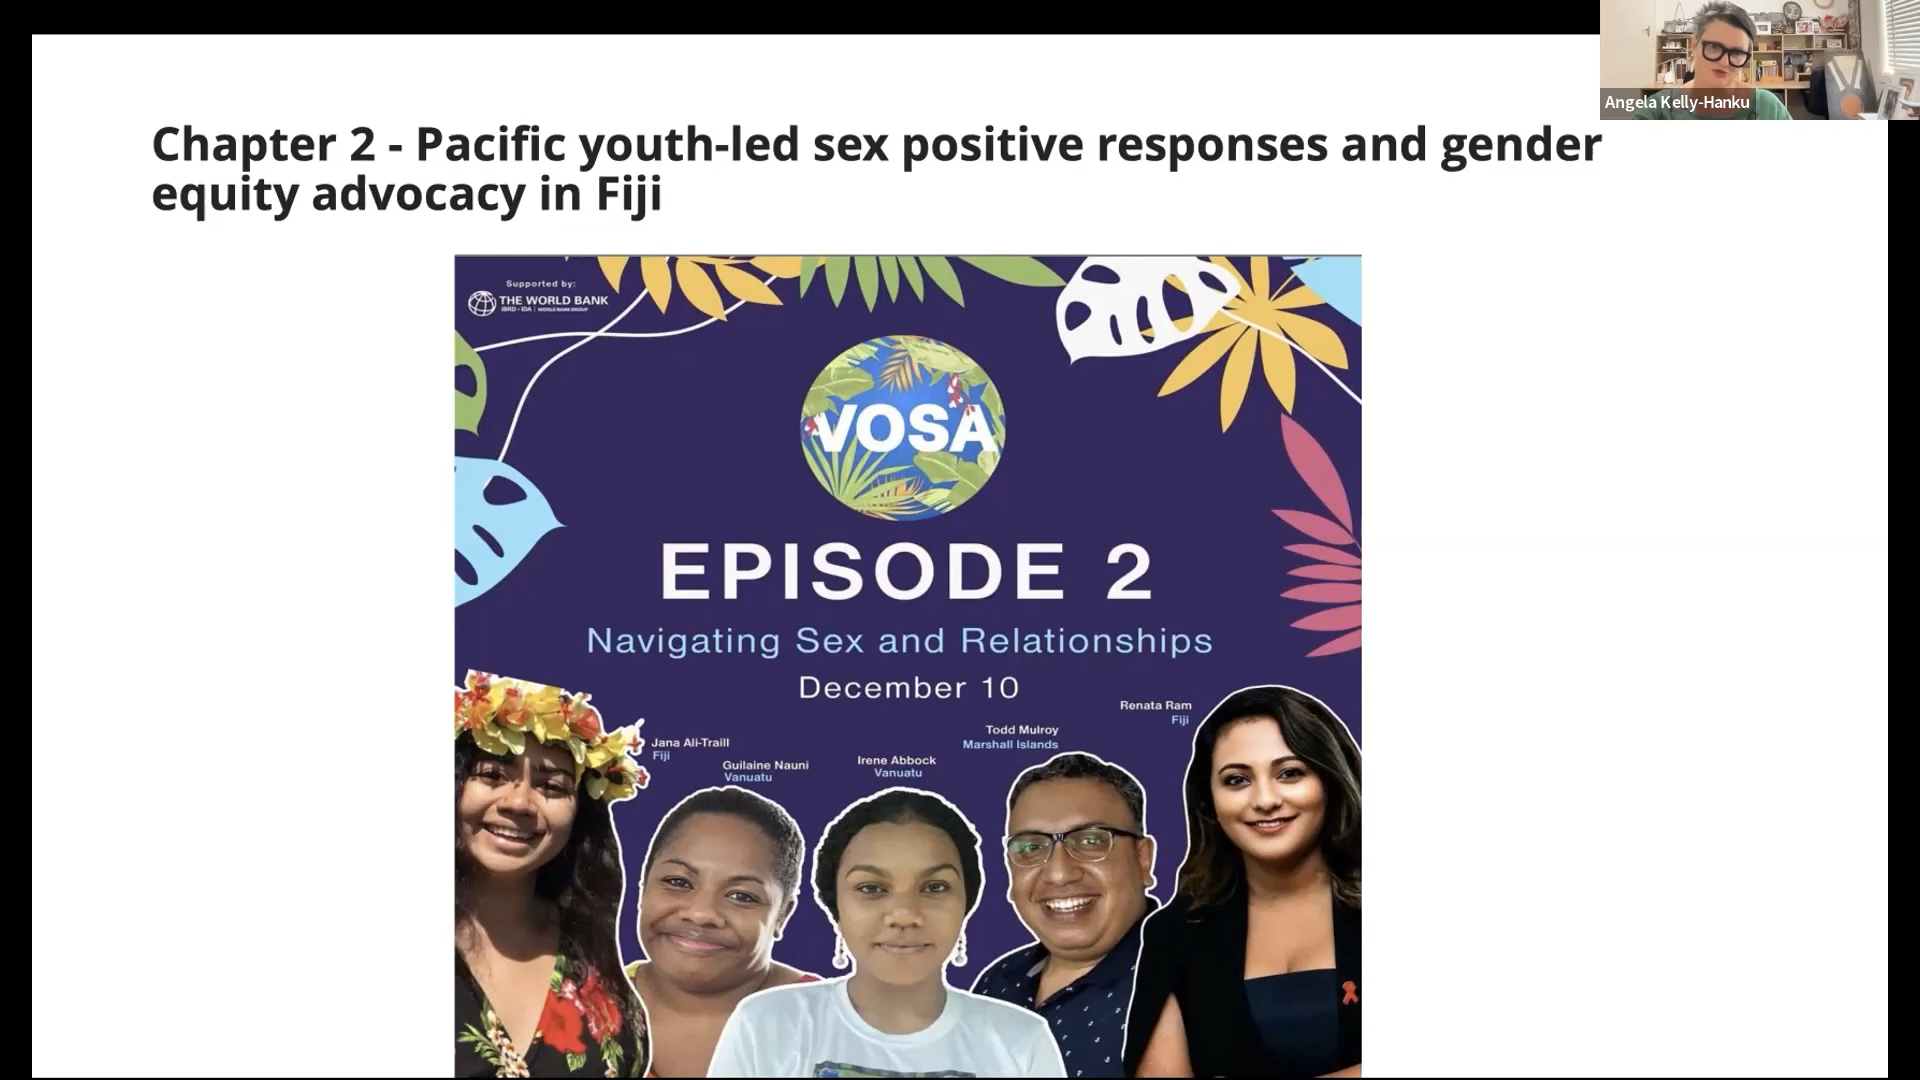 Angela Kelly-Hanku
Chapter 2 - Pacific youth-led sex positive responses and gender
equity advocacy in Fiji
Supported by:
THE WORLD BANK
IBRD • IDA | WORLD BANK GROUP
VOSA
EPISODE 2
Navigating Sex and Relationships
December 10
Renata Ram
Fiji
Todd Mulroy
Marshall Islands
Jana Ali-Traill
Fiji
Guilaine Nauni
Vanuatu
Irene Abbock
Vanuatu